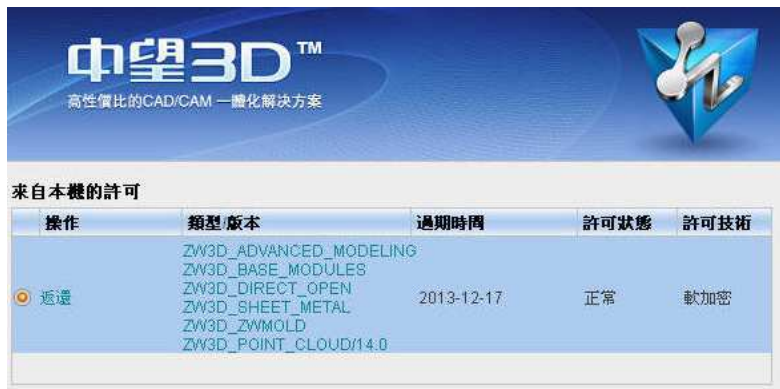 中望3D™
高性價比的CAD/CAM 一體化解決方案
來自本機的許可
操作 類型/版本 過期時間 許可狀態 許可技術
ZW3D_ADVANCED_MODELING
ZW3D_BASE_MODULES
ZW3D_DIRECT_OPEN
返還 2013-12-17 正常 軟加密
ZW3D_SHEET_METAL
ZW3D_ZWMOLD
ZW3D_POINT_CLOUD/14.0